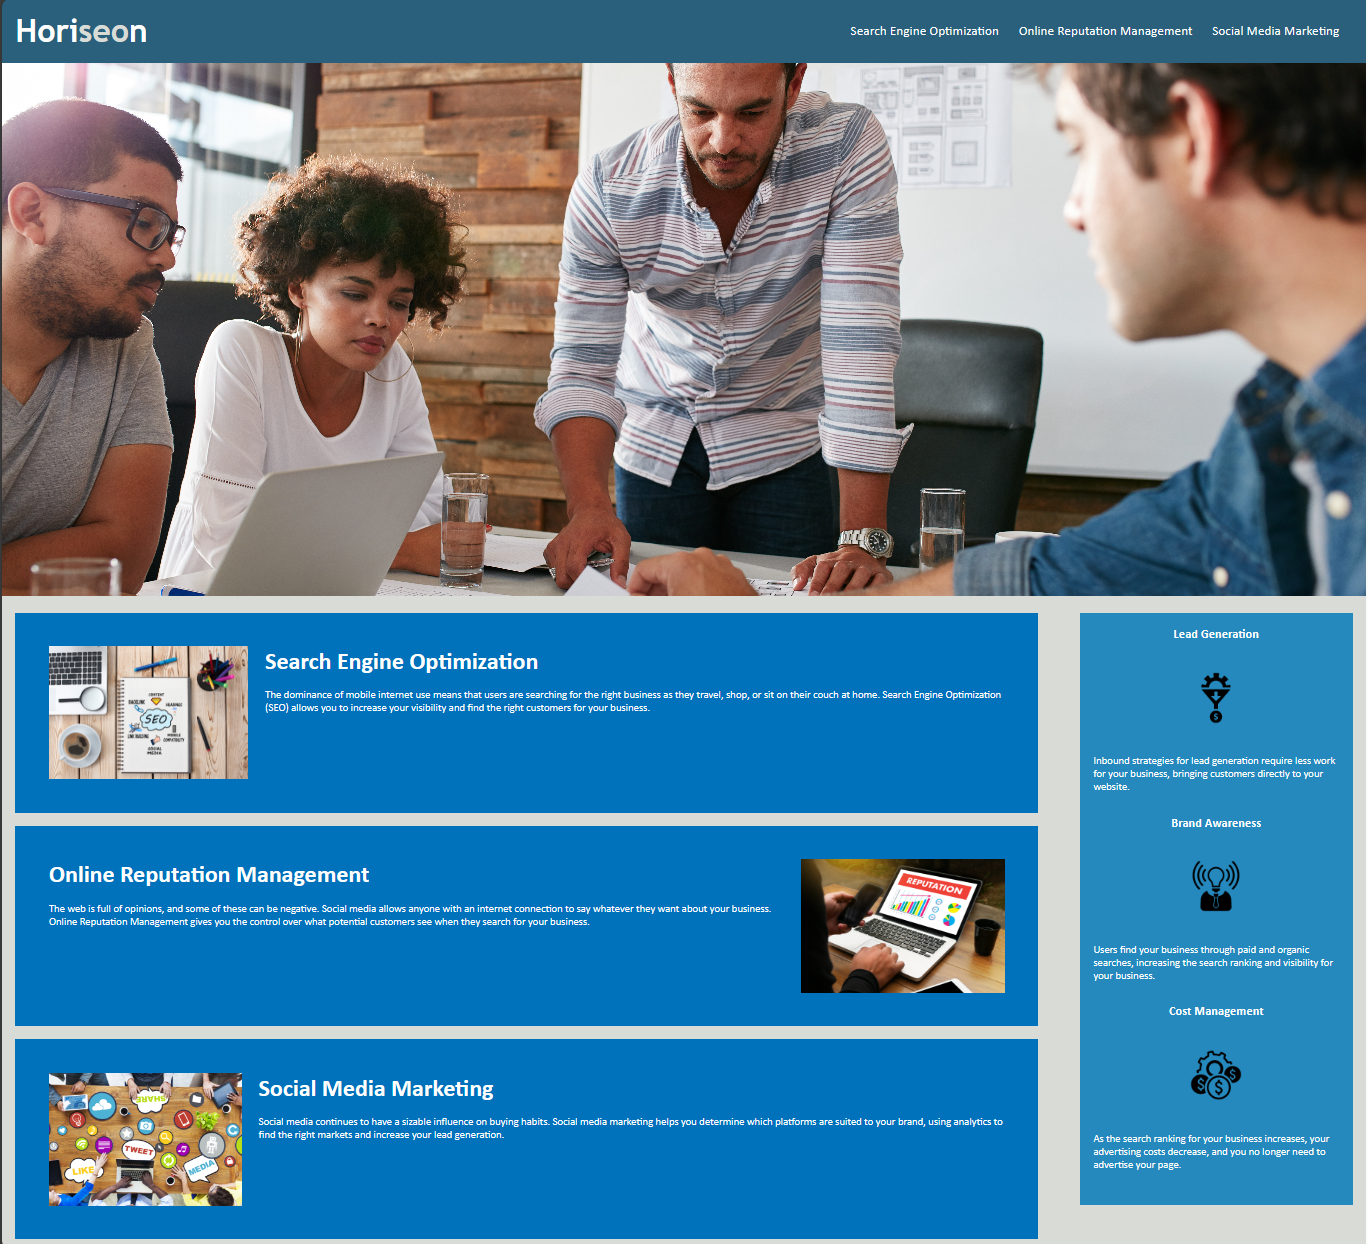 Horiseon
Search Engine Optimization
Online Reputation Management
Social Media Marketing
SEO
Search Engine Optimization
The dominance of mobile internet use means that users are searching for the right business as they travel, shop, or sit on their couch at home. Search Engine Optimization
(SEO) allows you to increase your visibility and find the right customers for your business.
Online Reputation Management
The web is full of opinions, and some of these can be negative. Social media allows anyone with an internet connection to say whatever they want about your business.
Online Reputation Management gives you the control over what potential customers see when they search for your business.
REPUTATION
SHARE
TWEET
LIKE
MEDIA
Social Media Marketing
Social media continues to have a sizable influence on buying habits. Social media marketing helps you determine which platforms are suited to your brand, using analytics to
find the right markets and increase your lead generation.
Lead Generation
Inbound strategies for lead generation require less work
for your business, bringing customers directly to your
website.
Brand Awareness
Users find your business through paid and organic
searches, increasing the search ranking and visibility for
your business.
Cost Management
As the search ranking for your business increases, your
advertising costs decrease, and you no longer need to
advertise your page.